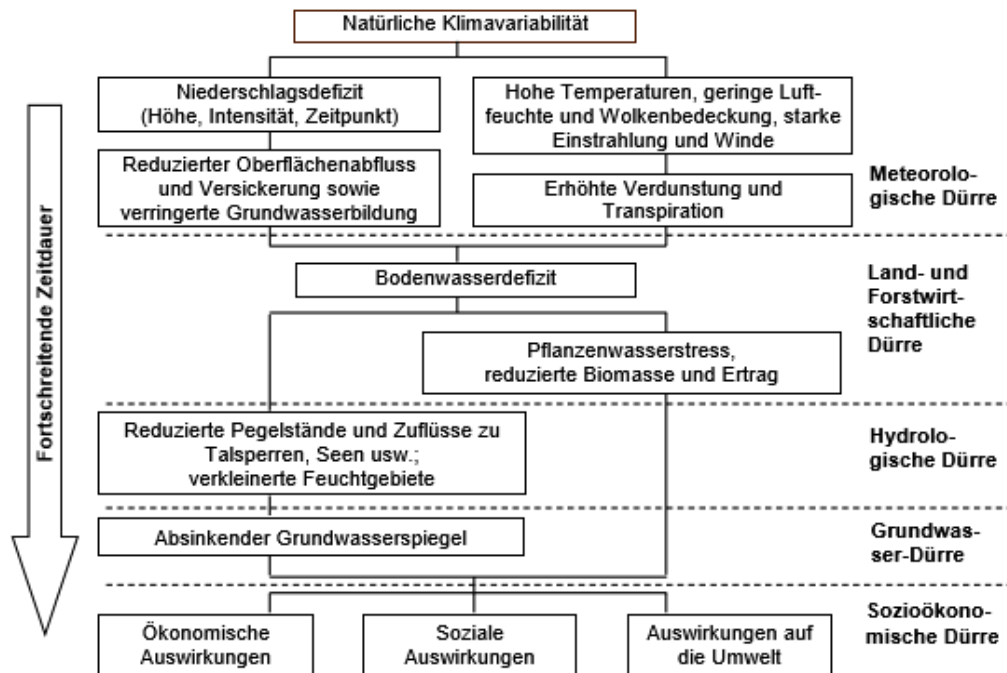 Natürliche Klimavariabilität
Niederschlagsdefizit
(Höhe, Intensität, Zeitpunkt)
Hohe Temperaturen, geringe Luft-
feuchte und Wolkenbedeckung, starke
Einstrahlung und Winde
Reduzierter Oberflächenabfluss
und Versickerung sowie
verringerte Grundwasserbildung
Erhöhte Verdunstung und
Transpiration
Meteorolo-
gische Dürre
Fortschreitende Zeitdauer
Bodenwasserdefizit
Pflanzenwasserstress,
reduzierte Biomasse und Ertrag
Land- und
Forstwirt-
schaftliche
Dürre
Reduzierte Pegelstände und Zuflüsse zu
Talsperren, Seen usw.;
verkleinerte Feuchtgebiete
Hydrolo-
gische Dürre
Absinkender Grundwasserspiegel
Grundwas-
ser-Dürre
Ökonomische
Auswirkungen
Soziale
Auswirkungen
Auswirkungen auf
die Umwelt
Sozioökono-
mische Dürre